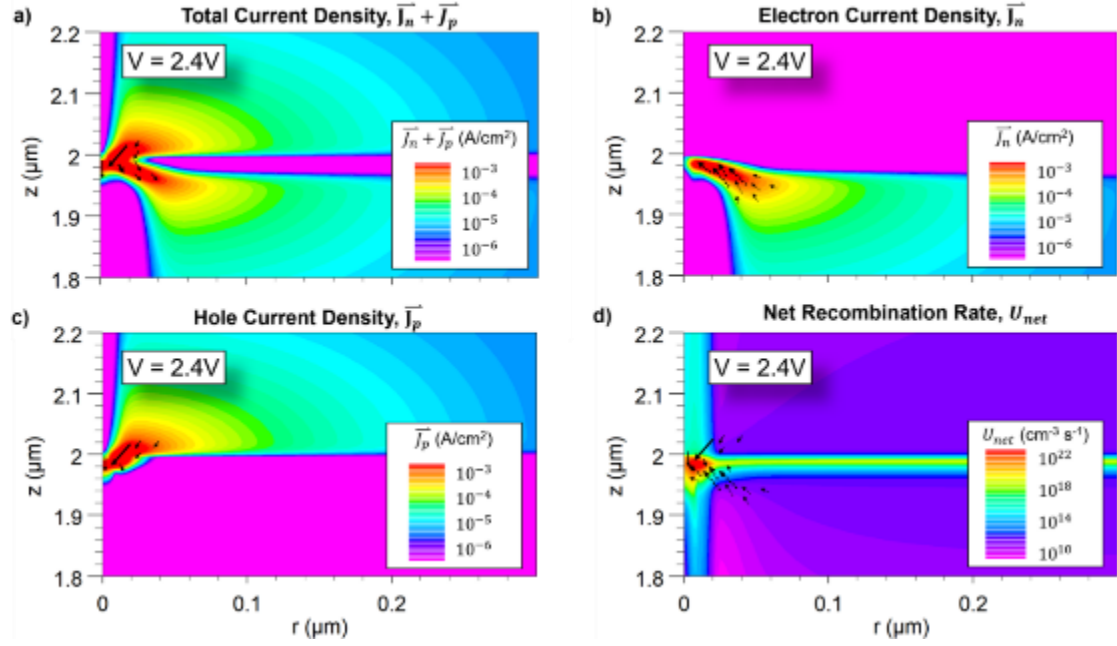 a) Total Current Density, J⃗n + J⃗p
V = 2.4V
2.2
2.1
2
1.9
1.8
z (µm)
J⃗n + J⃗p (A/cm²)
10⁻³
10⁻⁴
10⁻⁵
10⁻⁶
b) Electron Current Density, J⃗n
V = 2.4V
2.2
2.1
2
1.9
1.8
z (µm)
J⃗n (A/cm²)
10⁻³
10⁻⁴
10⁻⁵
10⁻⁶
c) Hole Current Density, J⃗p
V = 2.4V
2.2
2.1
2
1.9
1.8
z (µm)
J⃗p (A/cm²)
10⁻³
10⁻⁴
10⁻⁵
10⁻⁶
0 0.1 0.2
r (µm)
d) Net Recombination Rate, Unet
V = 2.4V
2.2
2.1
2
1.9
1.8
z (µm)
Unet (cm⁻³ s⁻¹)
10²²
10¹⁸
10¹⁴
10¹⁰
0 0.1 0.2
r (µm)